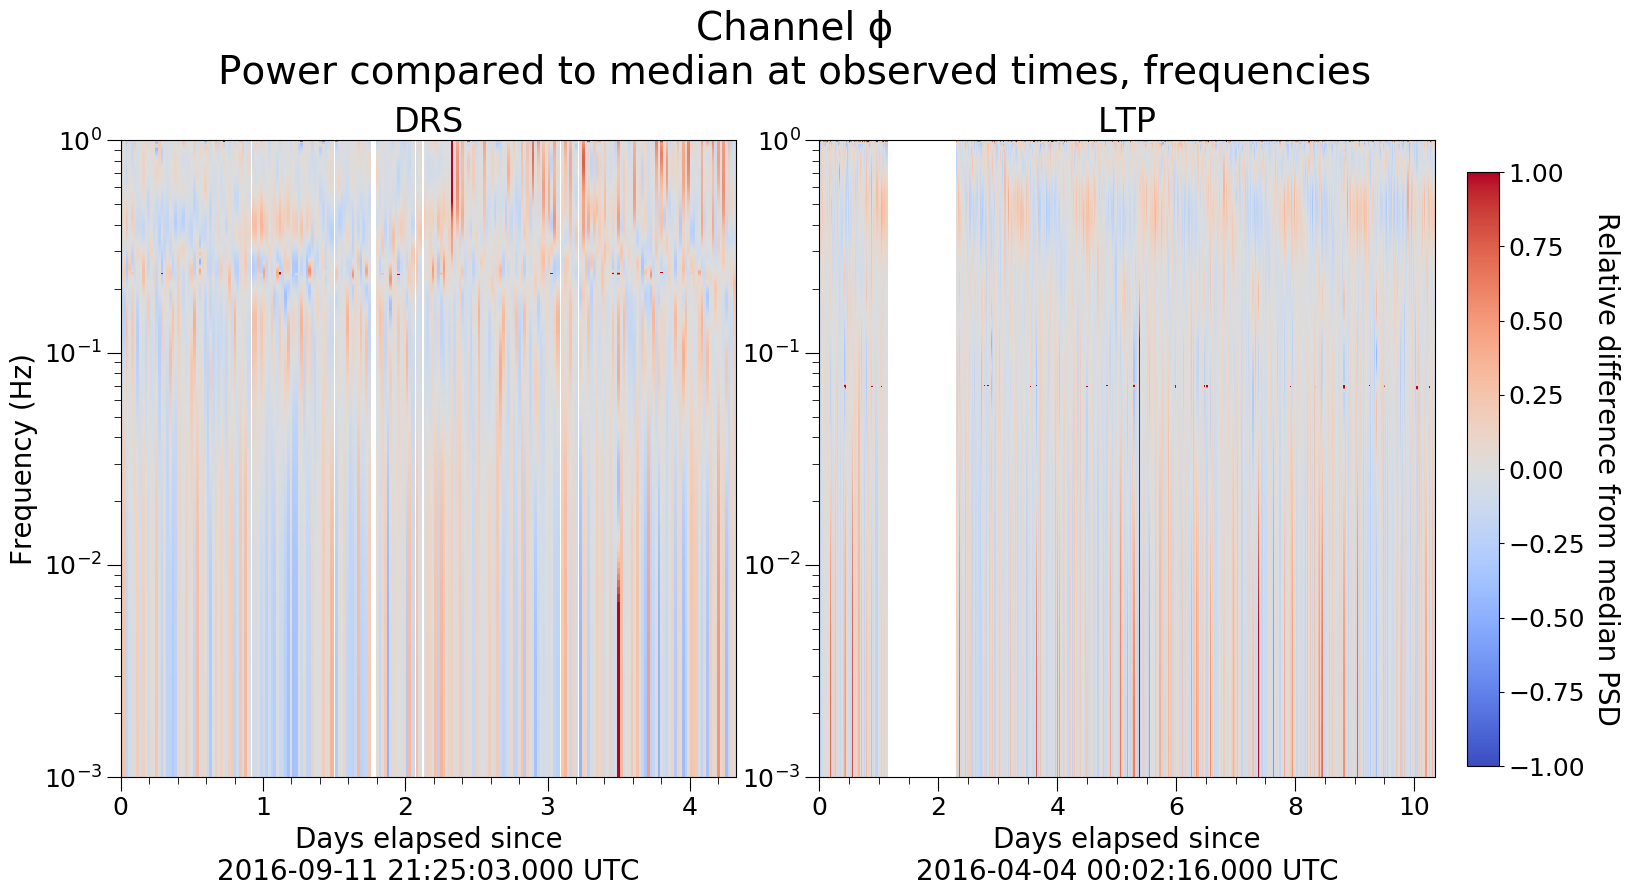 Channel ϕ
Power compared to median at observed times, frequencies
DRS
LTP
Frequency (Hz)
10⁰
10⁻¹
10⁻²
10⁻³
0 1 2 3 4
Days elapsed since
2016-09-11 21:25:03.000 UTC
10⁰
10⁻¹
10⁻²
10⁻³
0 2 4 6 8 10
Days elapsed since
2016-04-04 00:02:16.000 UTC
1.00
0.75
0.50
0.25
0.00
−0.25
−0.50
−0.75
−1.00
Relative difference from median PSD